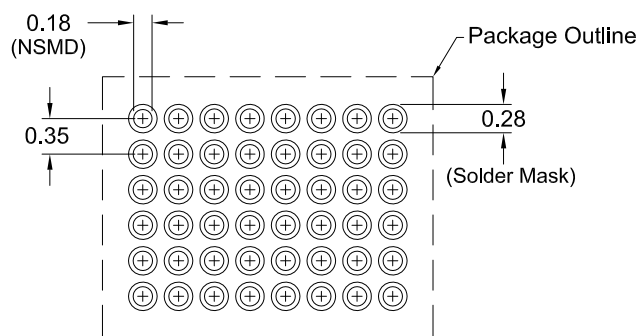 0.18
(NSMD)
Package Outline
0.35
0.28
(Solder Mask)